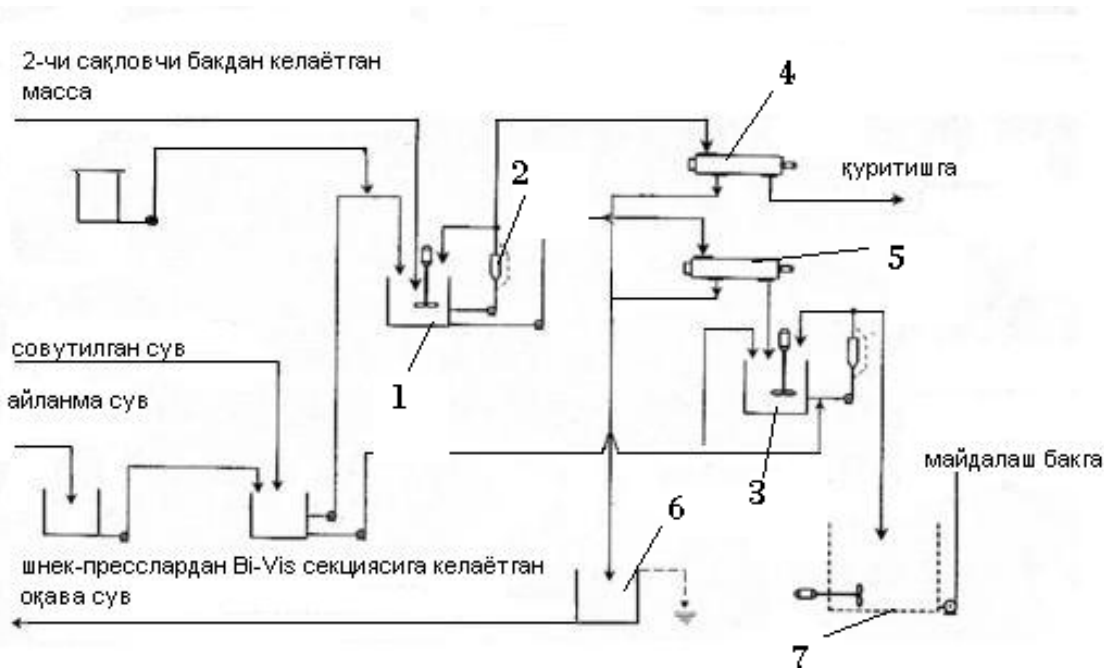 2-чи сақловчи бакдан келаётган
масса
4
2
қуритишга
5
совутилган сув
1
айланма сув
майдалаш бакга
3
6
шнек-пресслардан Bi-Vis секциясига келаётган
оқава сув
7